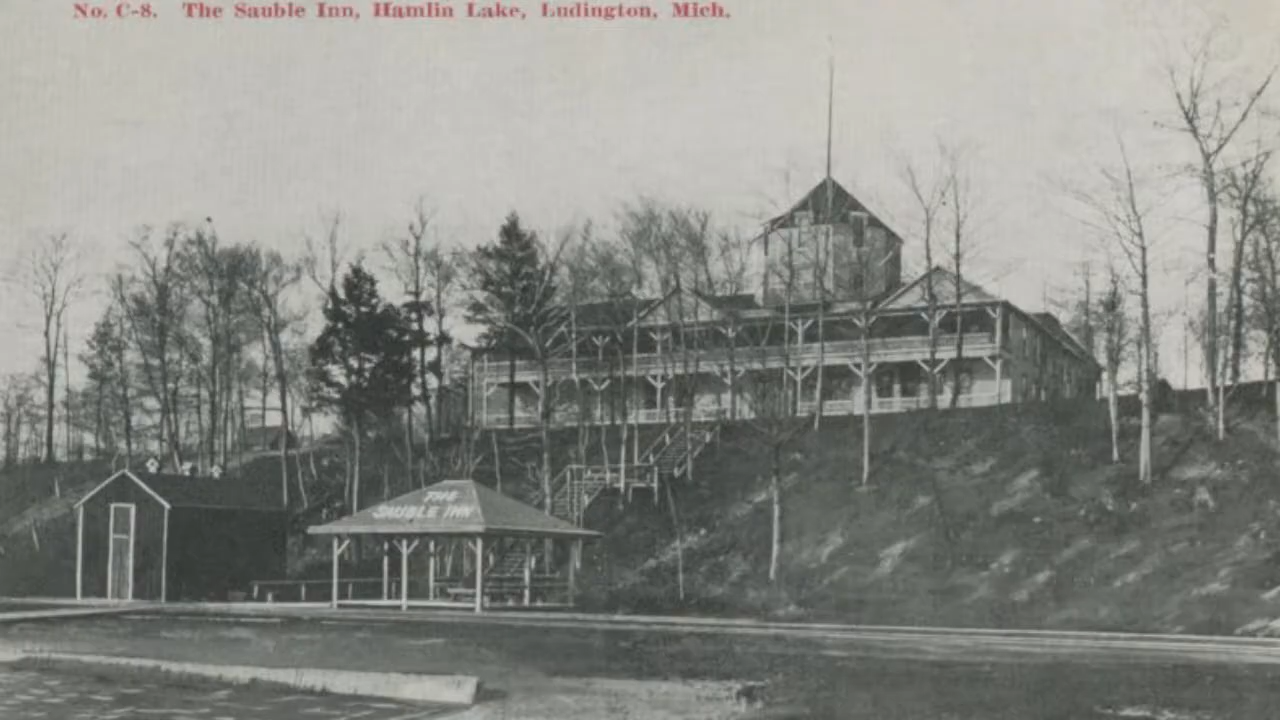 No. C-8. The Sauble Inn, Hamlin Lake, Ludington, Mich.
THE
SAUBLE INN